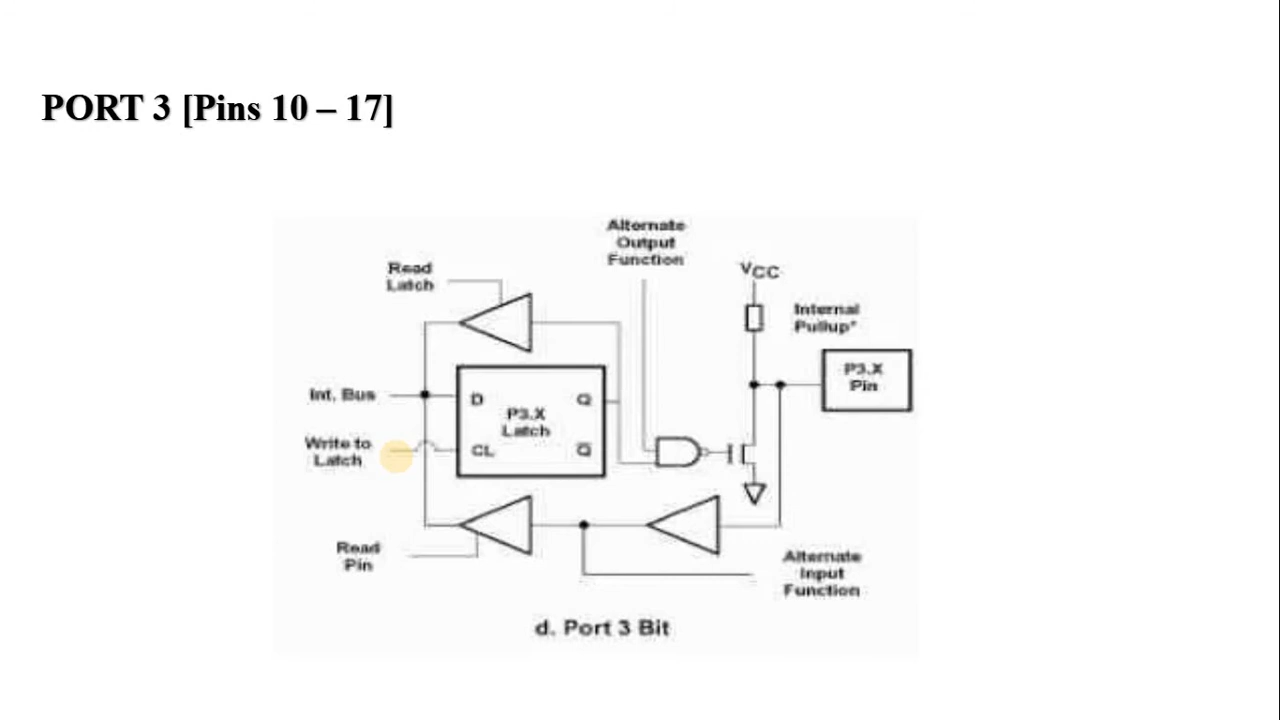 PORT 3 [Pins 10 – 17]
Alternate
Output
Function
Read
Latch
VCC
Internal
Pullup*
P3.X
Pin
Int. Bus
D
Q
P3.X
Latch
Write to
Latch
CL
Q̅
Read
Pin
Alternate
Input
Function
d. Port 3 Bit